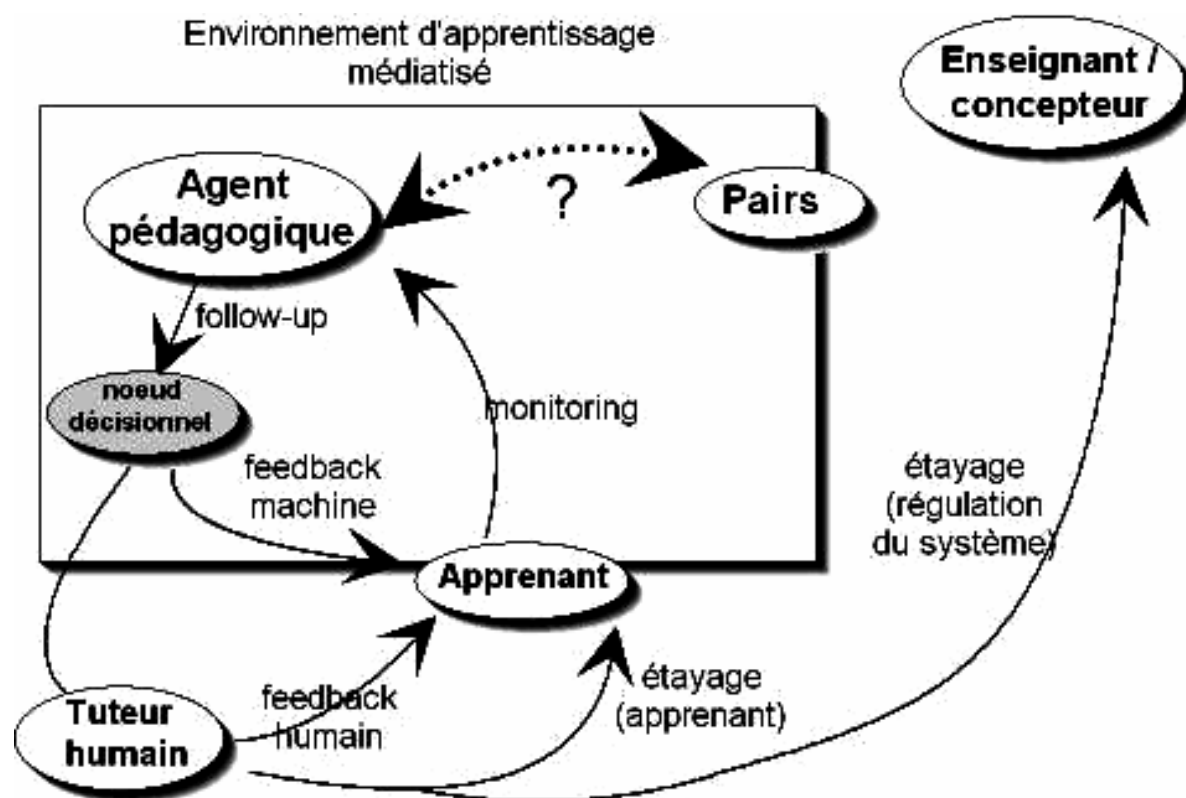 Environnement d'apprentissage
médiatisé
Enseignant /
concepteur
Agent
pédagogique
?
Pairs
follow-up
noeud
décisionnel
monitoring
feedback
machine
étayage
(régulation
du système)
Apprenant
étayage
(apprenant)
feedback
humain
Tuteur
humain